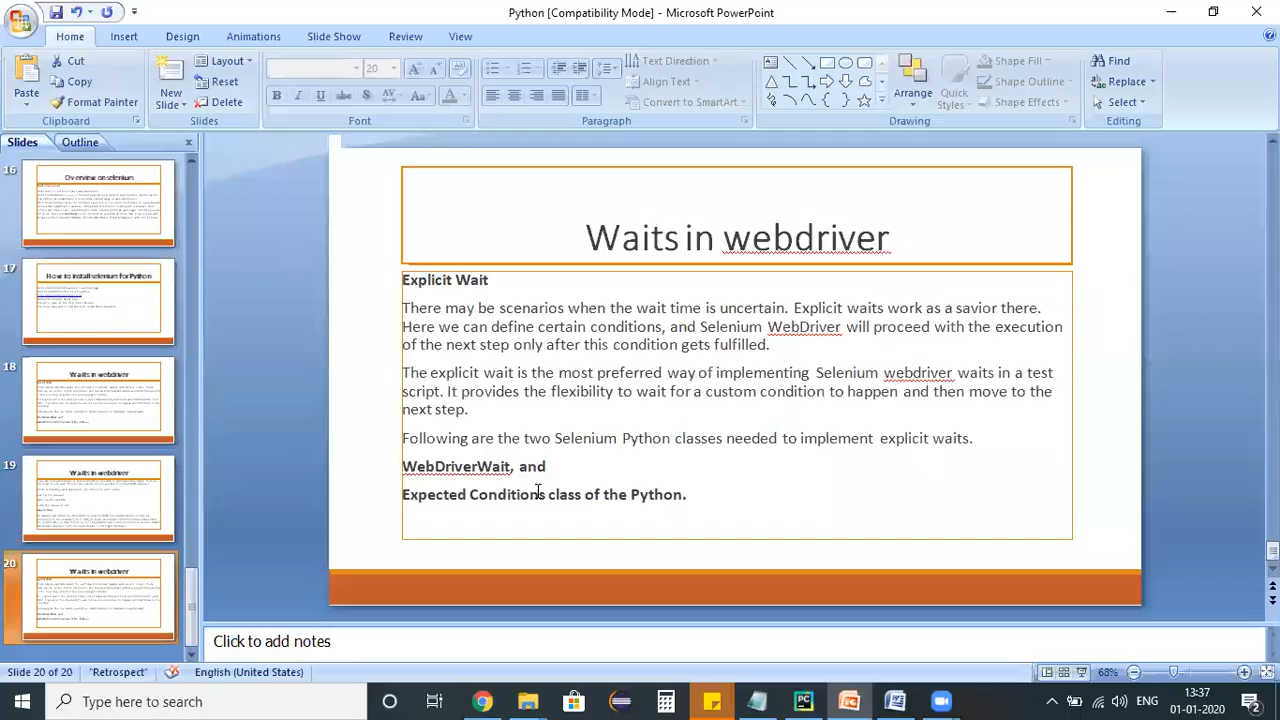 Python [Compatibility Mode] - Microsoft PowerPoint
Home Insert Design Animations Slide Show Review View
Paste
Cut
Copy
Format Painter
Clipboard
New Slide
Layout
Reset
Delete
Slides
20
B I U abc S AV Aa A
Font
Text Direction
Align Text
Convert to SmartArt
Paragraph
Arrange
Quick Styles
Shape Fill
Shape Outline
Shape Effects
Drawing
Find
Replace
Select
Editing
Slides Outline
16
Overview on selenium
17
How to install selenium for Python
18
Waits in webdriver
19
Waits in webdriver
20
Waits in webdriver
Waits in webdriver
Explicit Wait
There may be scenarios when the wait time is uncertain. Explicit waits work as a savior there.
Here we can define certain conditions, and Selenium WebDriver will proceed with the execution
of the next step only after this condition gets fulfilled.
The explicit wait is the most preferred way of implementing Selenium webdriver waits in a test
script. It provides the flexibility to wait for a custom condition to happen and then move to the
next step.
Following are the two Selenium Python classes needed to implement explicit waits.
WebDriverWait, and
Expected Conditions class of the Python.
Click to add notes
Slide 20 of 20 "Retrospect" English (United States) 68%
Type here to search
ENG
13:37
01-01-2020
2